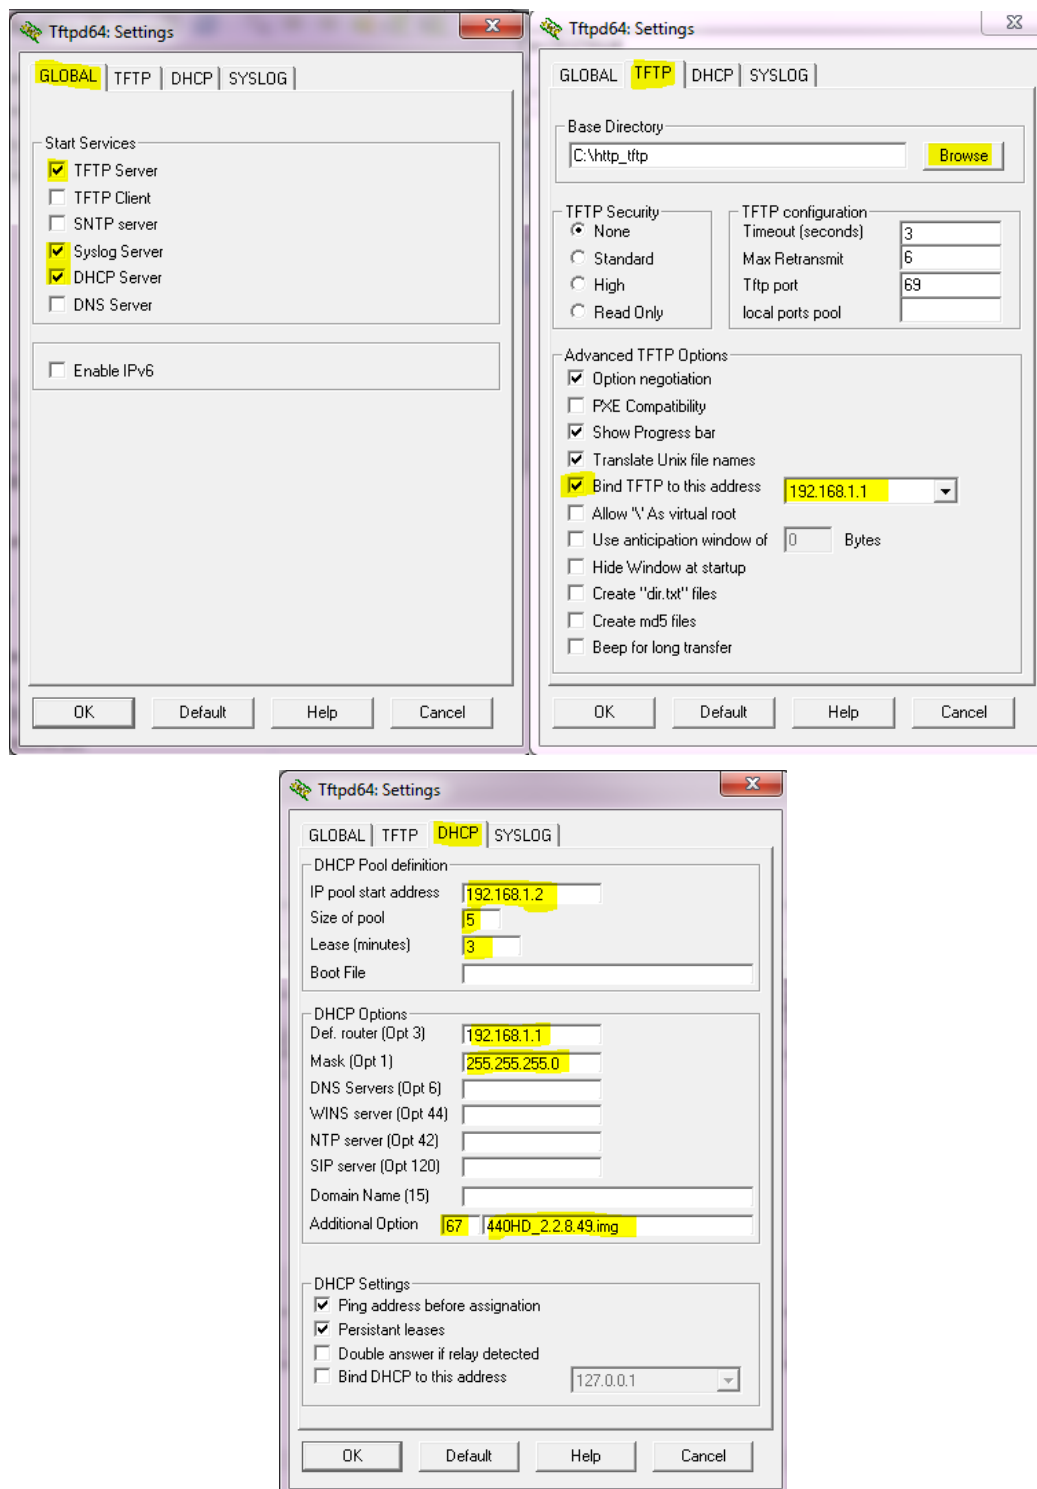 Tftpd64: Settings
GLOBAL TFTP DHCP SYSLOG
Start Services
TFTP Server
TFTP Client
SNTP server
Syslog Server
DHCP Server
DNS Server
Enable IPv6
OK Default Help Cancel
Tftpd64: Settings
GLOBAL TFTP DHCP SYSLOG
Base Directory
C:\http_tftp Browse
TFTP Security
None
Standard
High
Read Only
TFTP configuration
Timeout (seconds) 3
Max Retransmit 6
Tftp port 69
local ports pool
Advanced TFTP Options
Option negotiation
PXE Compatibility
Show Progress bar
Translate Unix file names
Bind TFTP to this address 192.168.1.1
Allow '\' As virtual root
Use anticipation window of 0 Bytes
Hide Window at startup
Create "dir.txt" files
Create md5 files
Beep for long transfer
OK Default Help Cancel
Tftpd64: Settings
GLOBAL TFTP DHCP SYSLOG
DHCP Pool definition
IP pool start address 192.168.1.2
Size of pool 5
Lease (minutes) 3
Boot File
DHCP Options
Def. router (Opt 3) 192.168.1.1
Mask (Opt 1) 255.255.255.0
DNS Servers (Opt 6)
WINS server (Opt 44)
NTP server (Opt 42)
SIP server (Opt 120)
Domain Name (15)
Additional Option 67 440HD_2.2.8.49.img
DHCP Settings
Ping address before assignation
Persistant leases
Double answer if relay detected
Bind DHCP to this address 127.0.0.1
OK Default Help Cancel